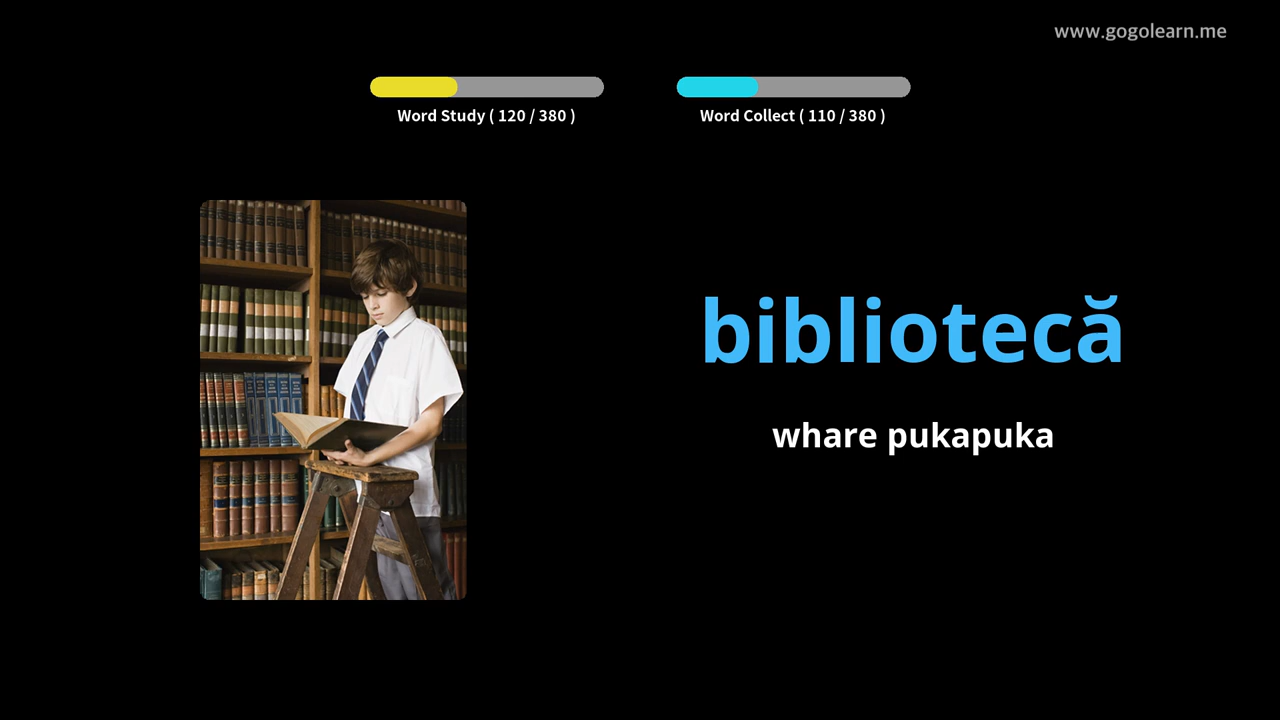 www.gogolearn.me
Word Study ( 120 / 380 )
Word Collect ( 110 / 380 )
bibliotecă
whare pukapuka